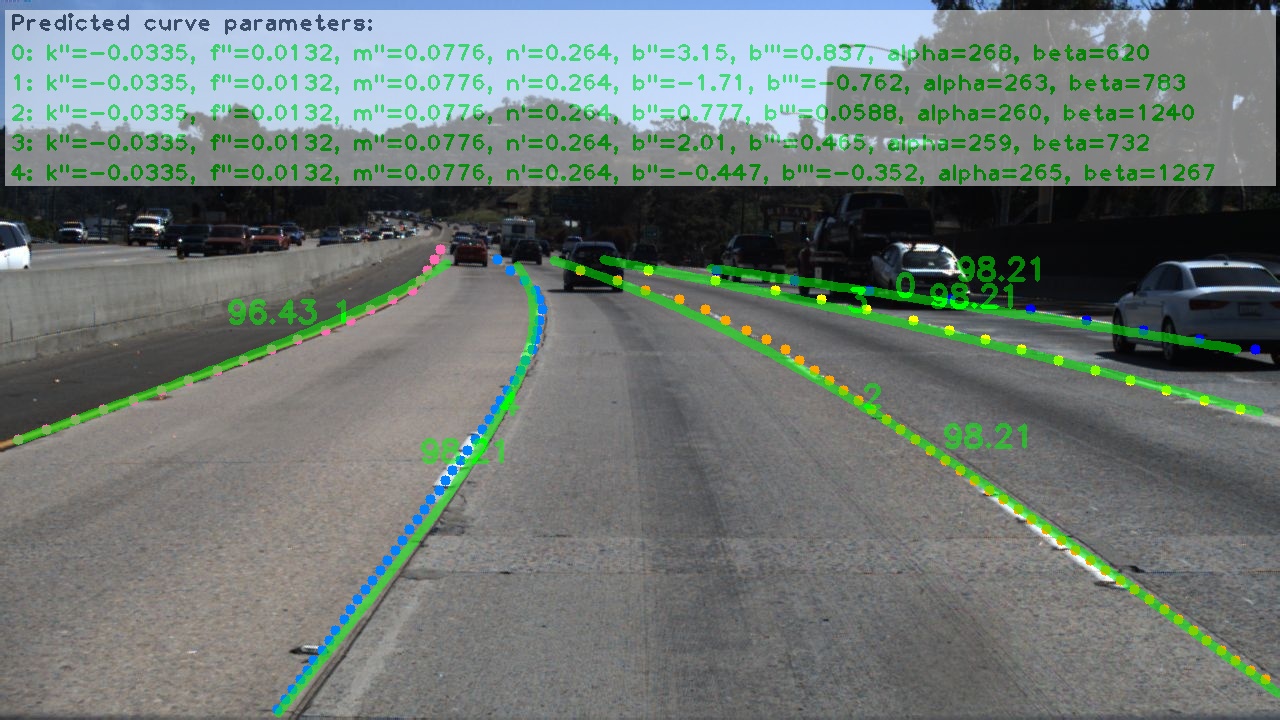 Predicted curve parameters:
0: k''=−0.0335, f''=0.0132, m''=0.0776, n'=0.264, b''=3.15, b'''=0.837, alpha=268, beta=620
1: k''=−0.0335, f''=0.0132, m''=0.0776, n'=0.264, b''=−1.71, b'''=−0.762, alpha=263, beta=783
2: k''=−0.0335, f''=0.0132, m''=0.0776, n'=0.264, b''=0.777, b'''=0.0588, alpha=260, beta=1240
3: k''=−0.0335, f''=0.0132, m''=0.0776, n'=0.264, b''=2.01, b'''=0.465, alpha=259, beta=732
4: k''=−0.0335, f''=0.0132, m''=0.0776, n'=0.264, b''=−0.447, b'''=−0.352, alpha=265, beta=1267
98.21
0
3
98.21
96.43 1
2
4
98.21
98.21